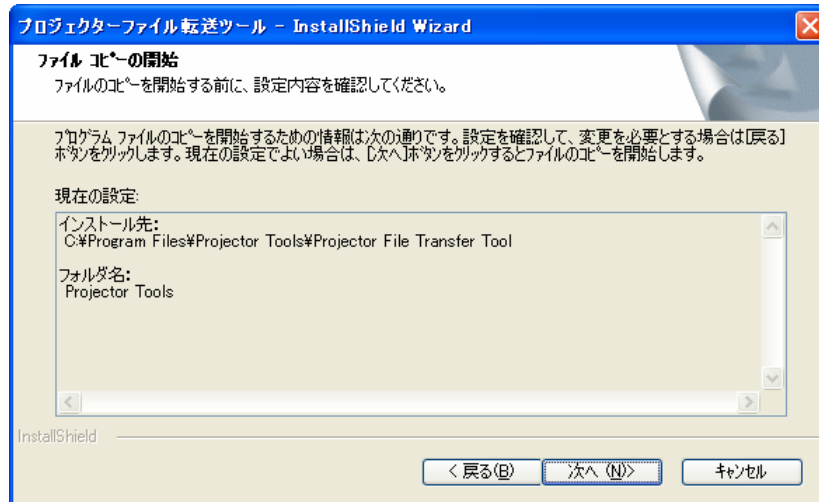 プロジェクターファイル転送ツール - InstallShield Wizard
ファイル コピーの開始
ファイルのコピーを開始する前に、設定内容を確認してください。
プログラム ファイルのコピーを開始するための情報は次の通りです。設定を確認して、変更を必要とする場合は[戻る]
ボタンをクリックします。現在の設定でよい場合は、[次へ]ボタンをクリックするとファイルのコピーを開始します。
現在の設定:
インストール先:
C:¥Program Files¥Projector Tools¥Projector File Transfer Tool
フォルダ名:
Projector Tools
InstallShield
< 戻る(B)
次へ (N)>
キャンセル